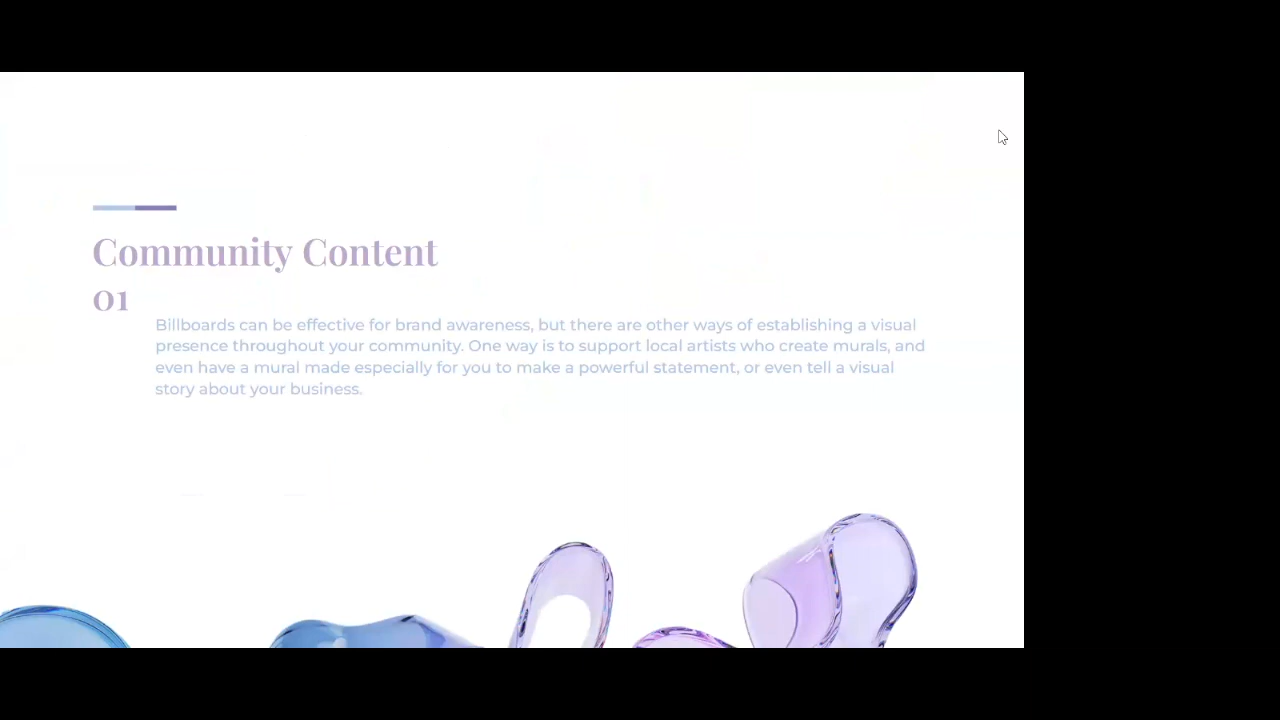 Community Content
01
Billboards can be effective for brand awareness, but there are other ways of establishing a visual
presence throughout your community. One way is to support local artists who create murals, and
even have a mural made especially for you to make a powerful statement, or even tell a visual
story about your business.